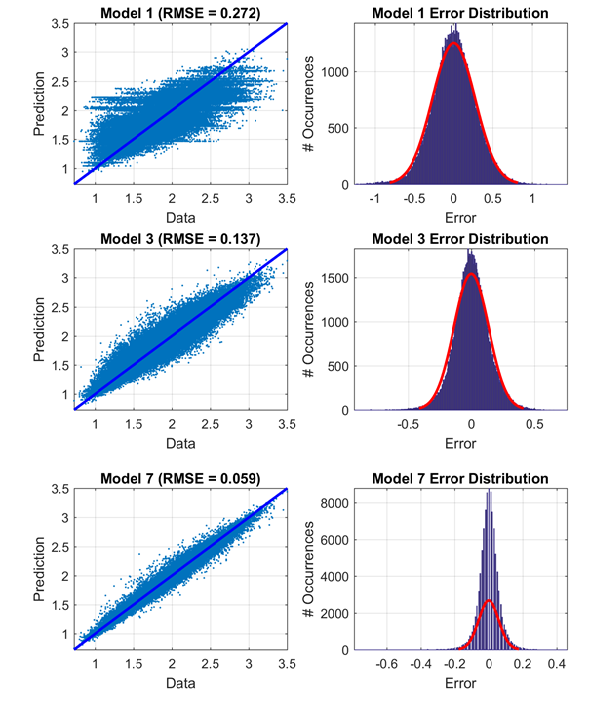 Model 1 (RMSE = 0.272)
3.5
3
2.5
2
1.5
1
Prediction
1 1.5 2 2.5 3 3.5
Data
Model 1 Error Distribution
1000
500
0
# Occurrences
-1 -0.5 0 0.5 1
Error
Model 3 (RMSE = 0.137)
3.5
3
2.5
2
1.5
1
Prediction
1 1.5 2 2.5 3 3.5
Data
Model 3 Error Distribution
1500
1000
500
0
# Occurrences
-0.5 0 0.5
Error
Model 7 (RMSE = 0.059)
3.5
3
2.5
2
1.5
1
Prediction
1 1.5 2 2.5 3 3.5
Data
Model 7 Error Distribution
8000
6000
4000
2000
0
# Occurrences
-0.6 -0.4 -0.2 0 0.2 0.4
Error